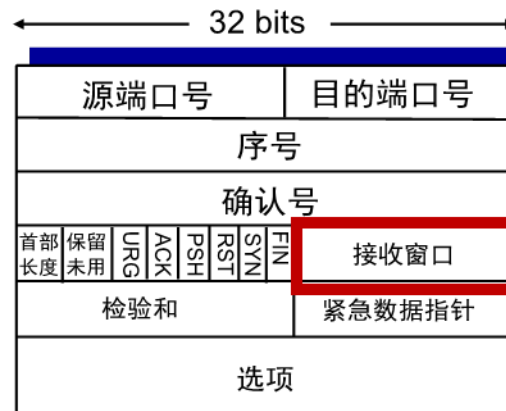 32 bits
源端口号 目的端口号
序号
确认号
首部长度 保留未用 URG ACK PSH RST SYN FIN 接收窗口
检验和 紧急数据指针
选项